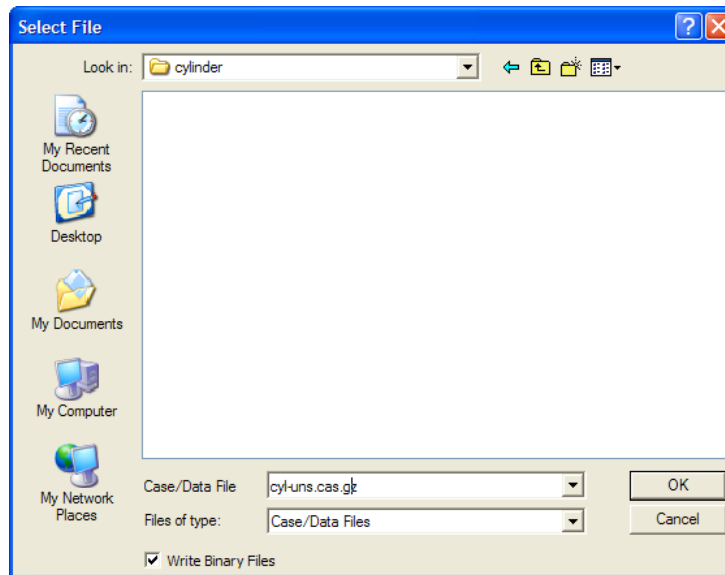 Select File
Look in: cylinder
My Recent
Documents
Desktop
My Documents
My Computer
My Network
Places
Case/Data File cyl-uns.cas.gz OK
Files of type: Case/Data Files Cancel
Write Binary Files